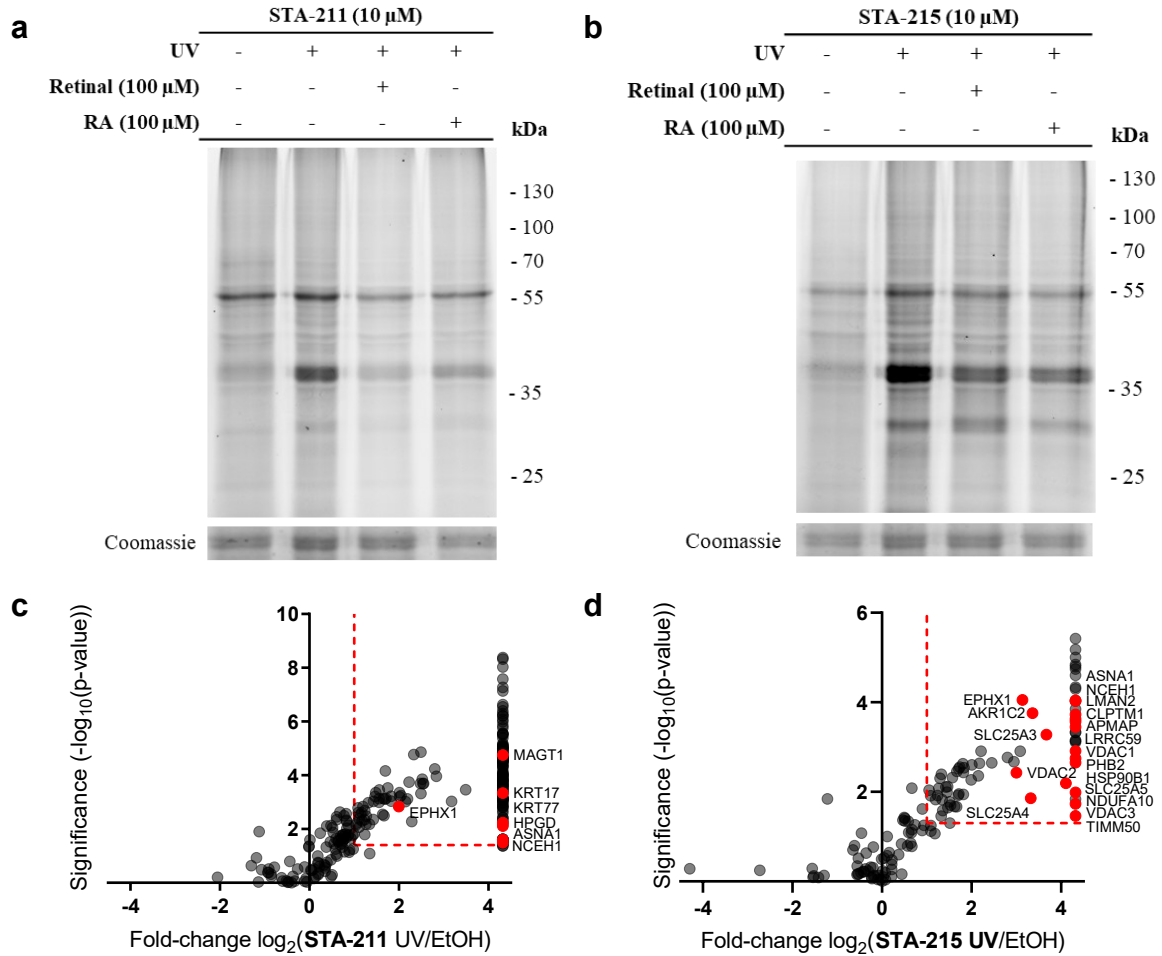 a
STA-211 (10 µM)
UV - + + +
Retinal (100 µM) - - + -
RA (100 µM) - - - +
kDa
- 130
- 100
- 70
- 55
- 35
- 25
Coomassie
b
STA-215 (10 µM)
UV - + + +
Retinal (100 µM) - - + -
RA (100 µM) - - - +
kDa
- 130
- 100
- 70
- 55
- 35
- 25
Coomassie
c
Significance (-log10(p-value))
10
8
6
4
2
MAGT1
KRT17
KRT77
HPGD
EPHX1
ASNA1
NCEH1
-4 -2 0 2 4
Fold-change log2(STA-211 UV/EtOH)
d
Significance (-log10(p-value))
6
4
2
ASNA1
NCEH1
EPHX1
LMAN2
AKR1C2
CLPTM1
APMAP
SLC25A3
LRRC59
VDAC1
PHB2
VDAC2
HSP90B1
SLC25A5
SLC25A4
NDUFA10
VDAC3
TIMM50
-4 -2 0 2 4
Fold-change log2(STA-215 UV/EtOH)